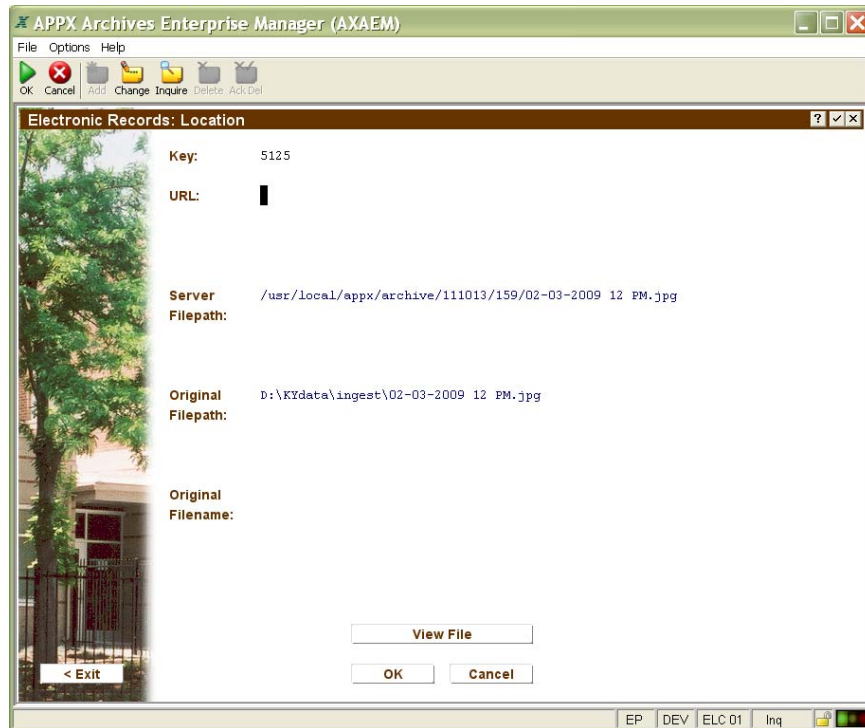 APPX Archives Enterprise Manager (AXAEM)
File Options Help
OK Cancel Add Change Inquire Delete Ack Del
Electronic Records: Location
Key: 5125
URL:
Server /usr/local/appx/archive/111013/159/02-03-2009 12 PM.jpg
Filepath:
Original D:\KYdata\ingest\02-03-2009 12 PM.jpg
Filepath:
Original
Filename:
View File
< Exit OK Cancel
EP DEV ELC 01 Inq